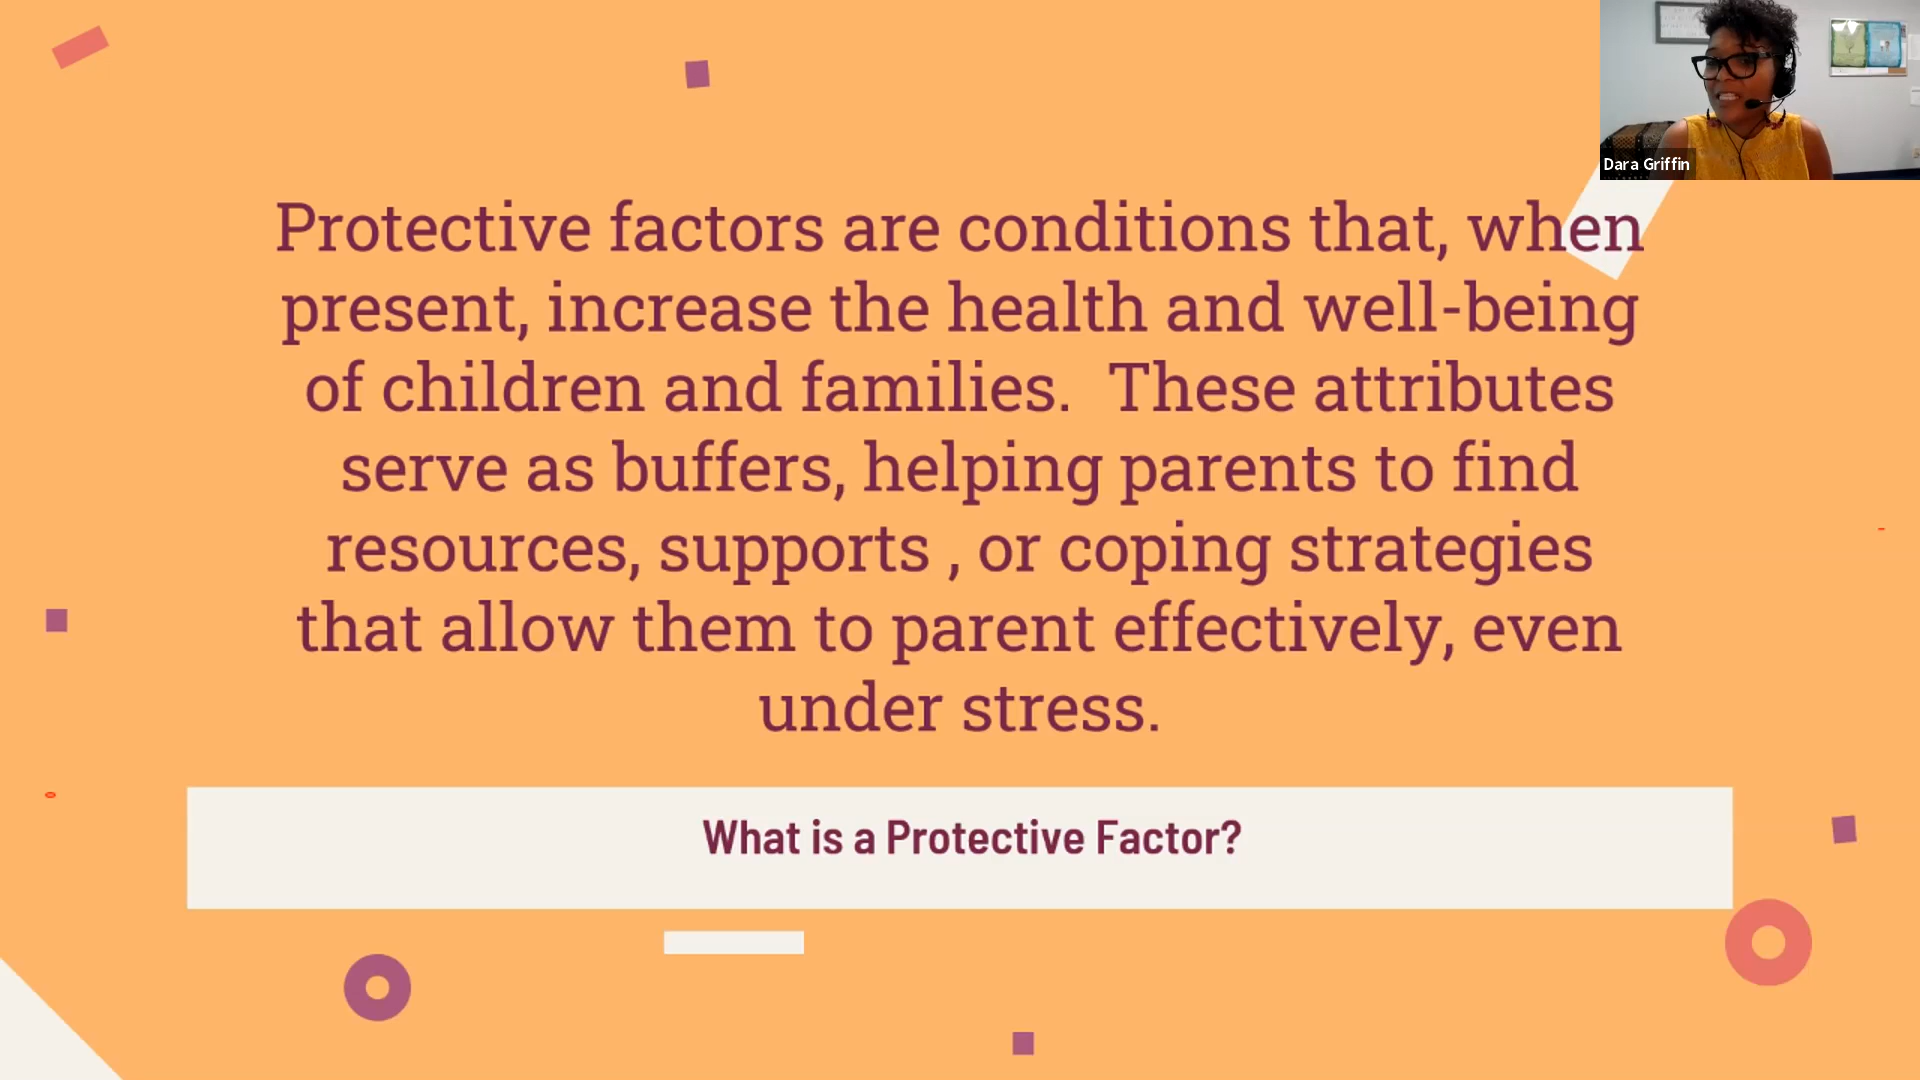 Dara Griffin
Protective factors are conditions that, when
present, increase the health and well-being
of children and families.  These attributes
serve as buffers, helping parents to find
resources, supports , or coping strategies
that allow them to parent effectively, even
under stress.
What is a Protective Factor?